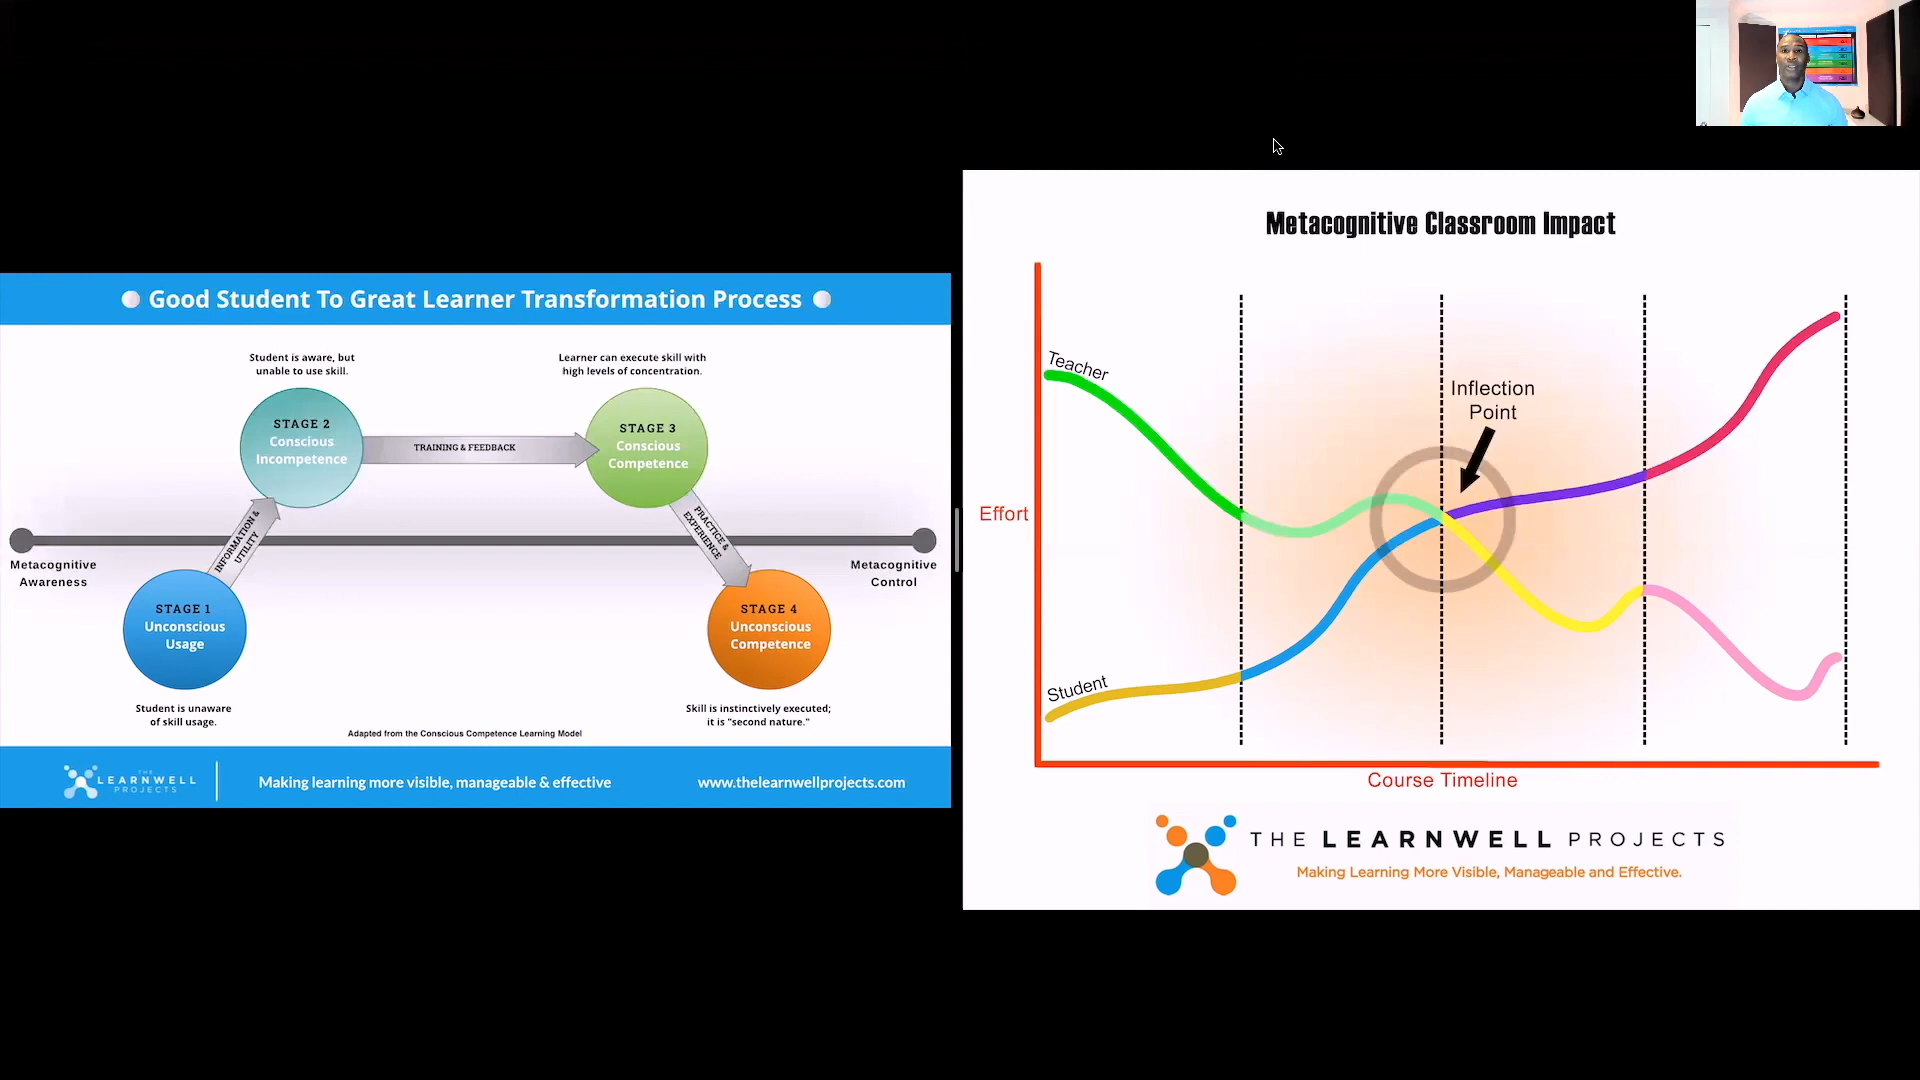 Good Student To Great Learner Transformation Process
Student is aware, but
unable to use skill.
Learner can execute skill with
high levels of concentration.
STAGE 2
Conscious
Incompetence
TRAINING & FEEDBACK
STAGE 3
Conscious
Competence
INFORMATION &
UTILITY
PRACTICE &
EXPERIENCE
Metacognitive
Awareness
Metacognitive
Control
STAGE 1
Unconscious
Usage
STAGE 4
Unconscious
Competence
Student is unaware
of skill usage.
Skill is instinctively executed;
it is "second nature."
Adapted from the Conscious Competence Learning Model
THE
LEARNWELL
PROJECTS
Making learning more visible, manageable & effective
www.thelearnwellprojects.com
Metacognitive Classroom Impact
Teacher
Inflection
Point
Effort
Student
Course Timeline
THE LEARNWELL PROJECTS
Making Learning More Visible, Manageable and Effective.